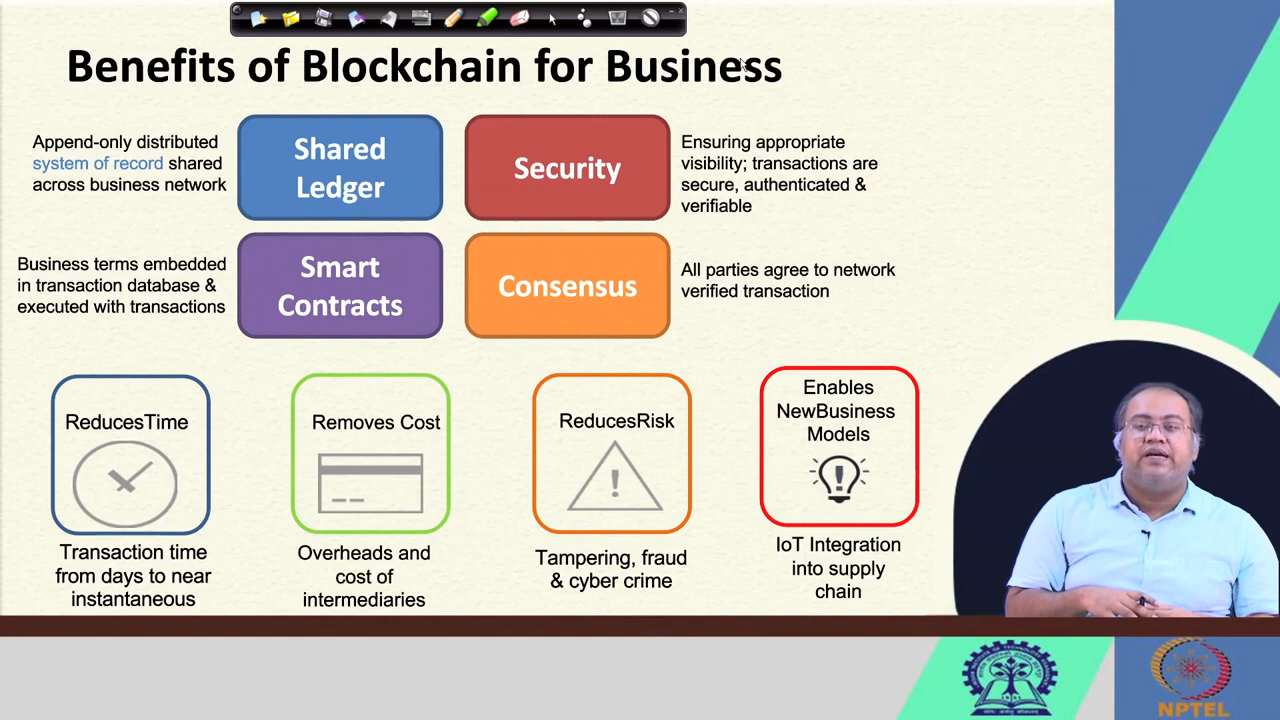 Benefits of Blockchain for Business
Append-only distributed
system of record shared
across business network
Shared
Ledger
Security
Ensuring appropriate
visibility; transactions are
secure, authenticated &
verifiable
Business terms embedded
in transaction database &
executed with transactions
Smart
Contracts
Consensus
All parties agree to network
verified transaction
ReducesTime
Transaction time
from days to near
instantaneous
Removes Cost
Overheads and
cost of
intermediaries
ReducesRisk
Tampering, fraud
& cyber crime
Enables
NewBusiness
Models
IoT Integration
into supply
chain
NPTEL